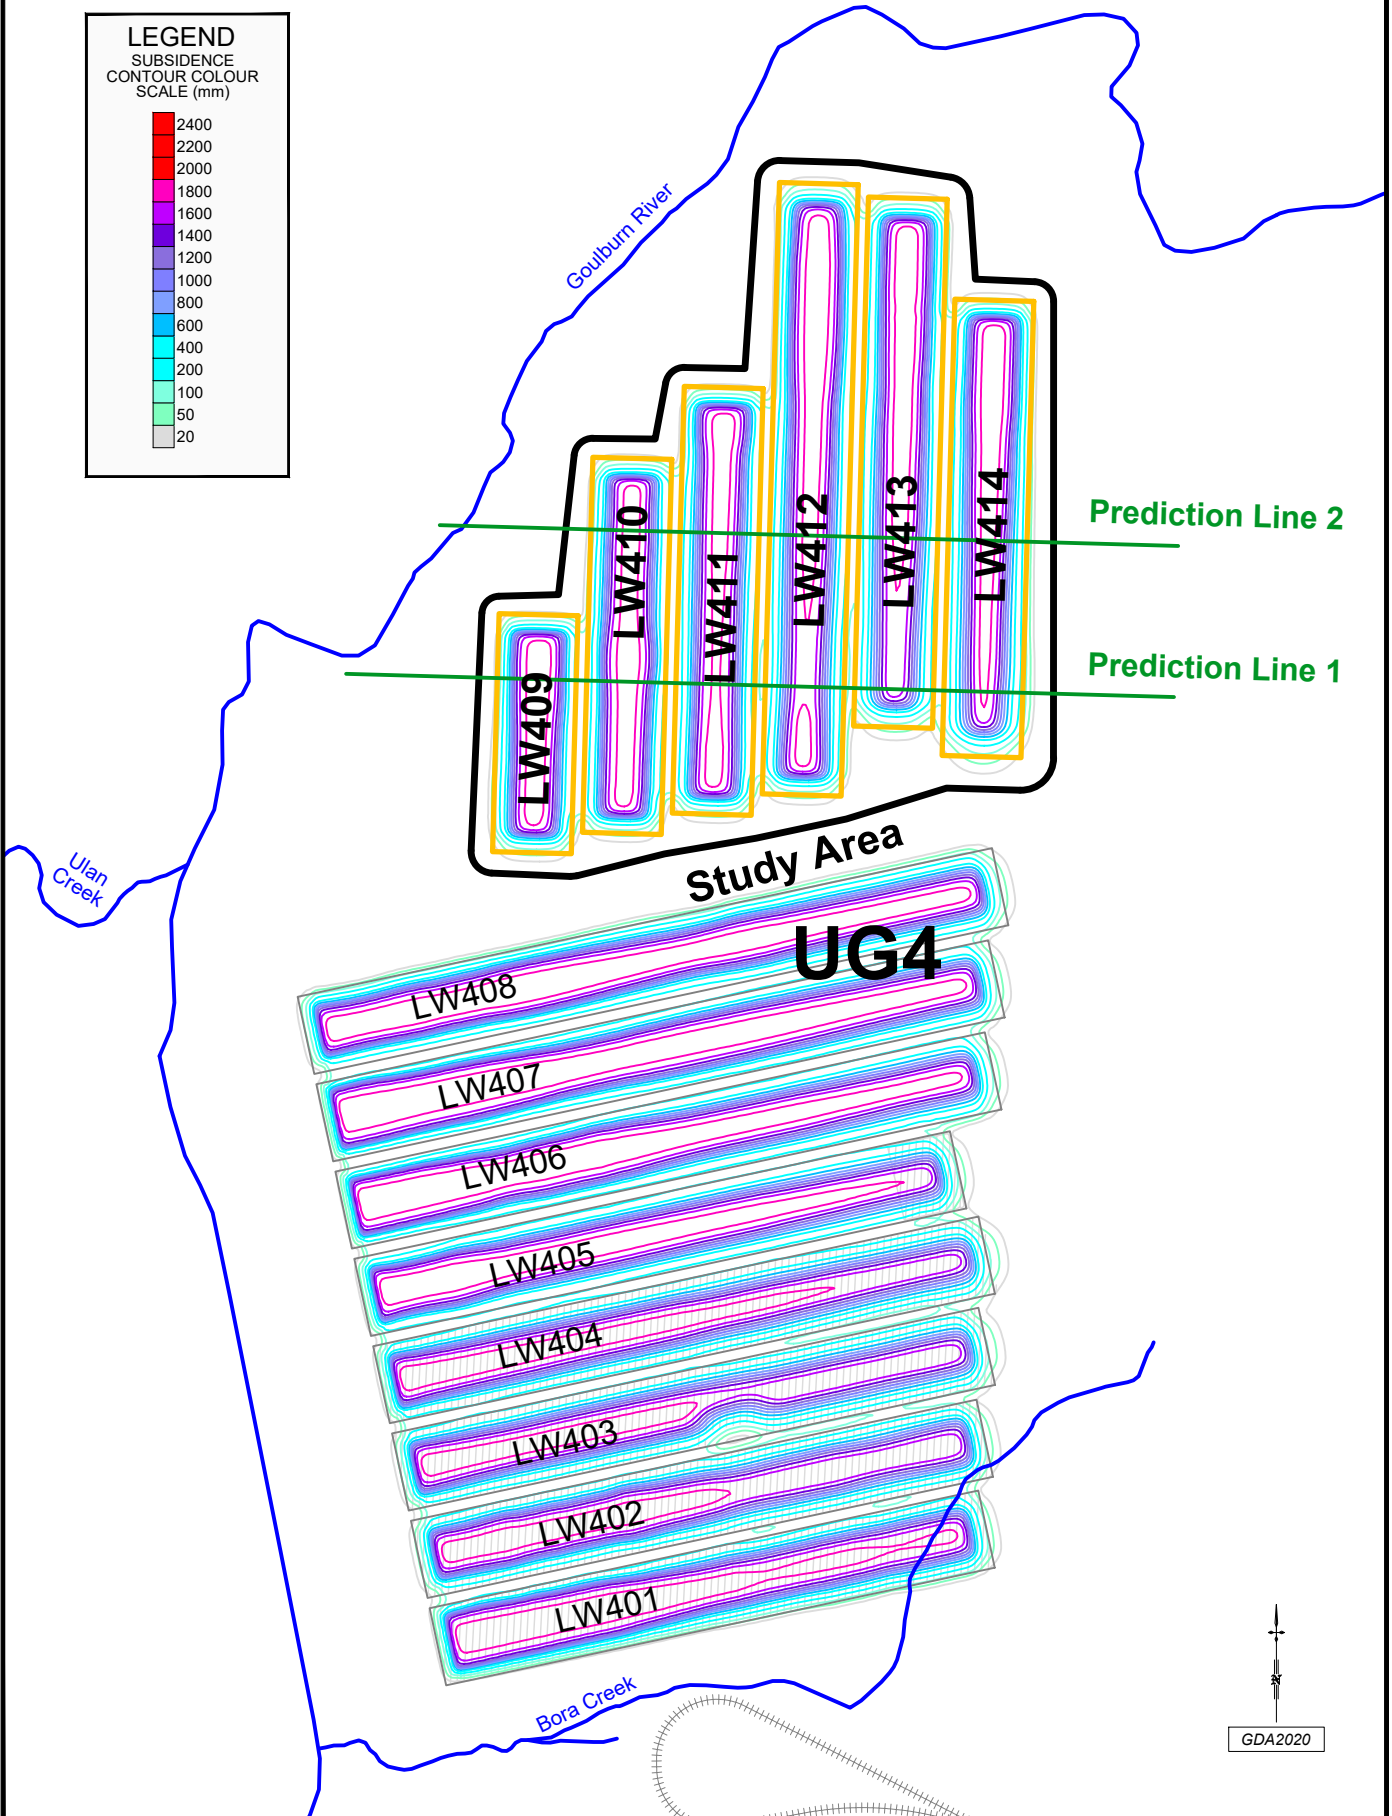 LEGEND
SUBSIDENCE
CONTOUR COLOUR
SCALE (mm)
2400
2200
2000
1800
1600
1400
1200
1000
800
600
400
200
100
50
20
Goulburn River
LW409
LW410
LW411
LW412
LW413
LW414
Prediction Line 2
Prediction Line 1
Ulan
Creek
Study Area
UG4
LW408
LW407
LW406
LW405
LW404
LW403
LW402
LW401
Bora Creek
N
GDA2020